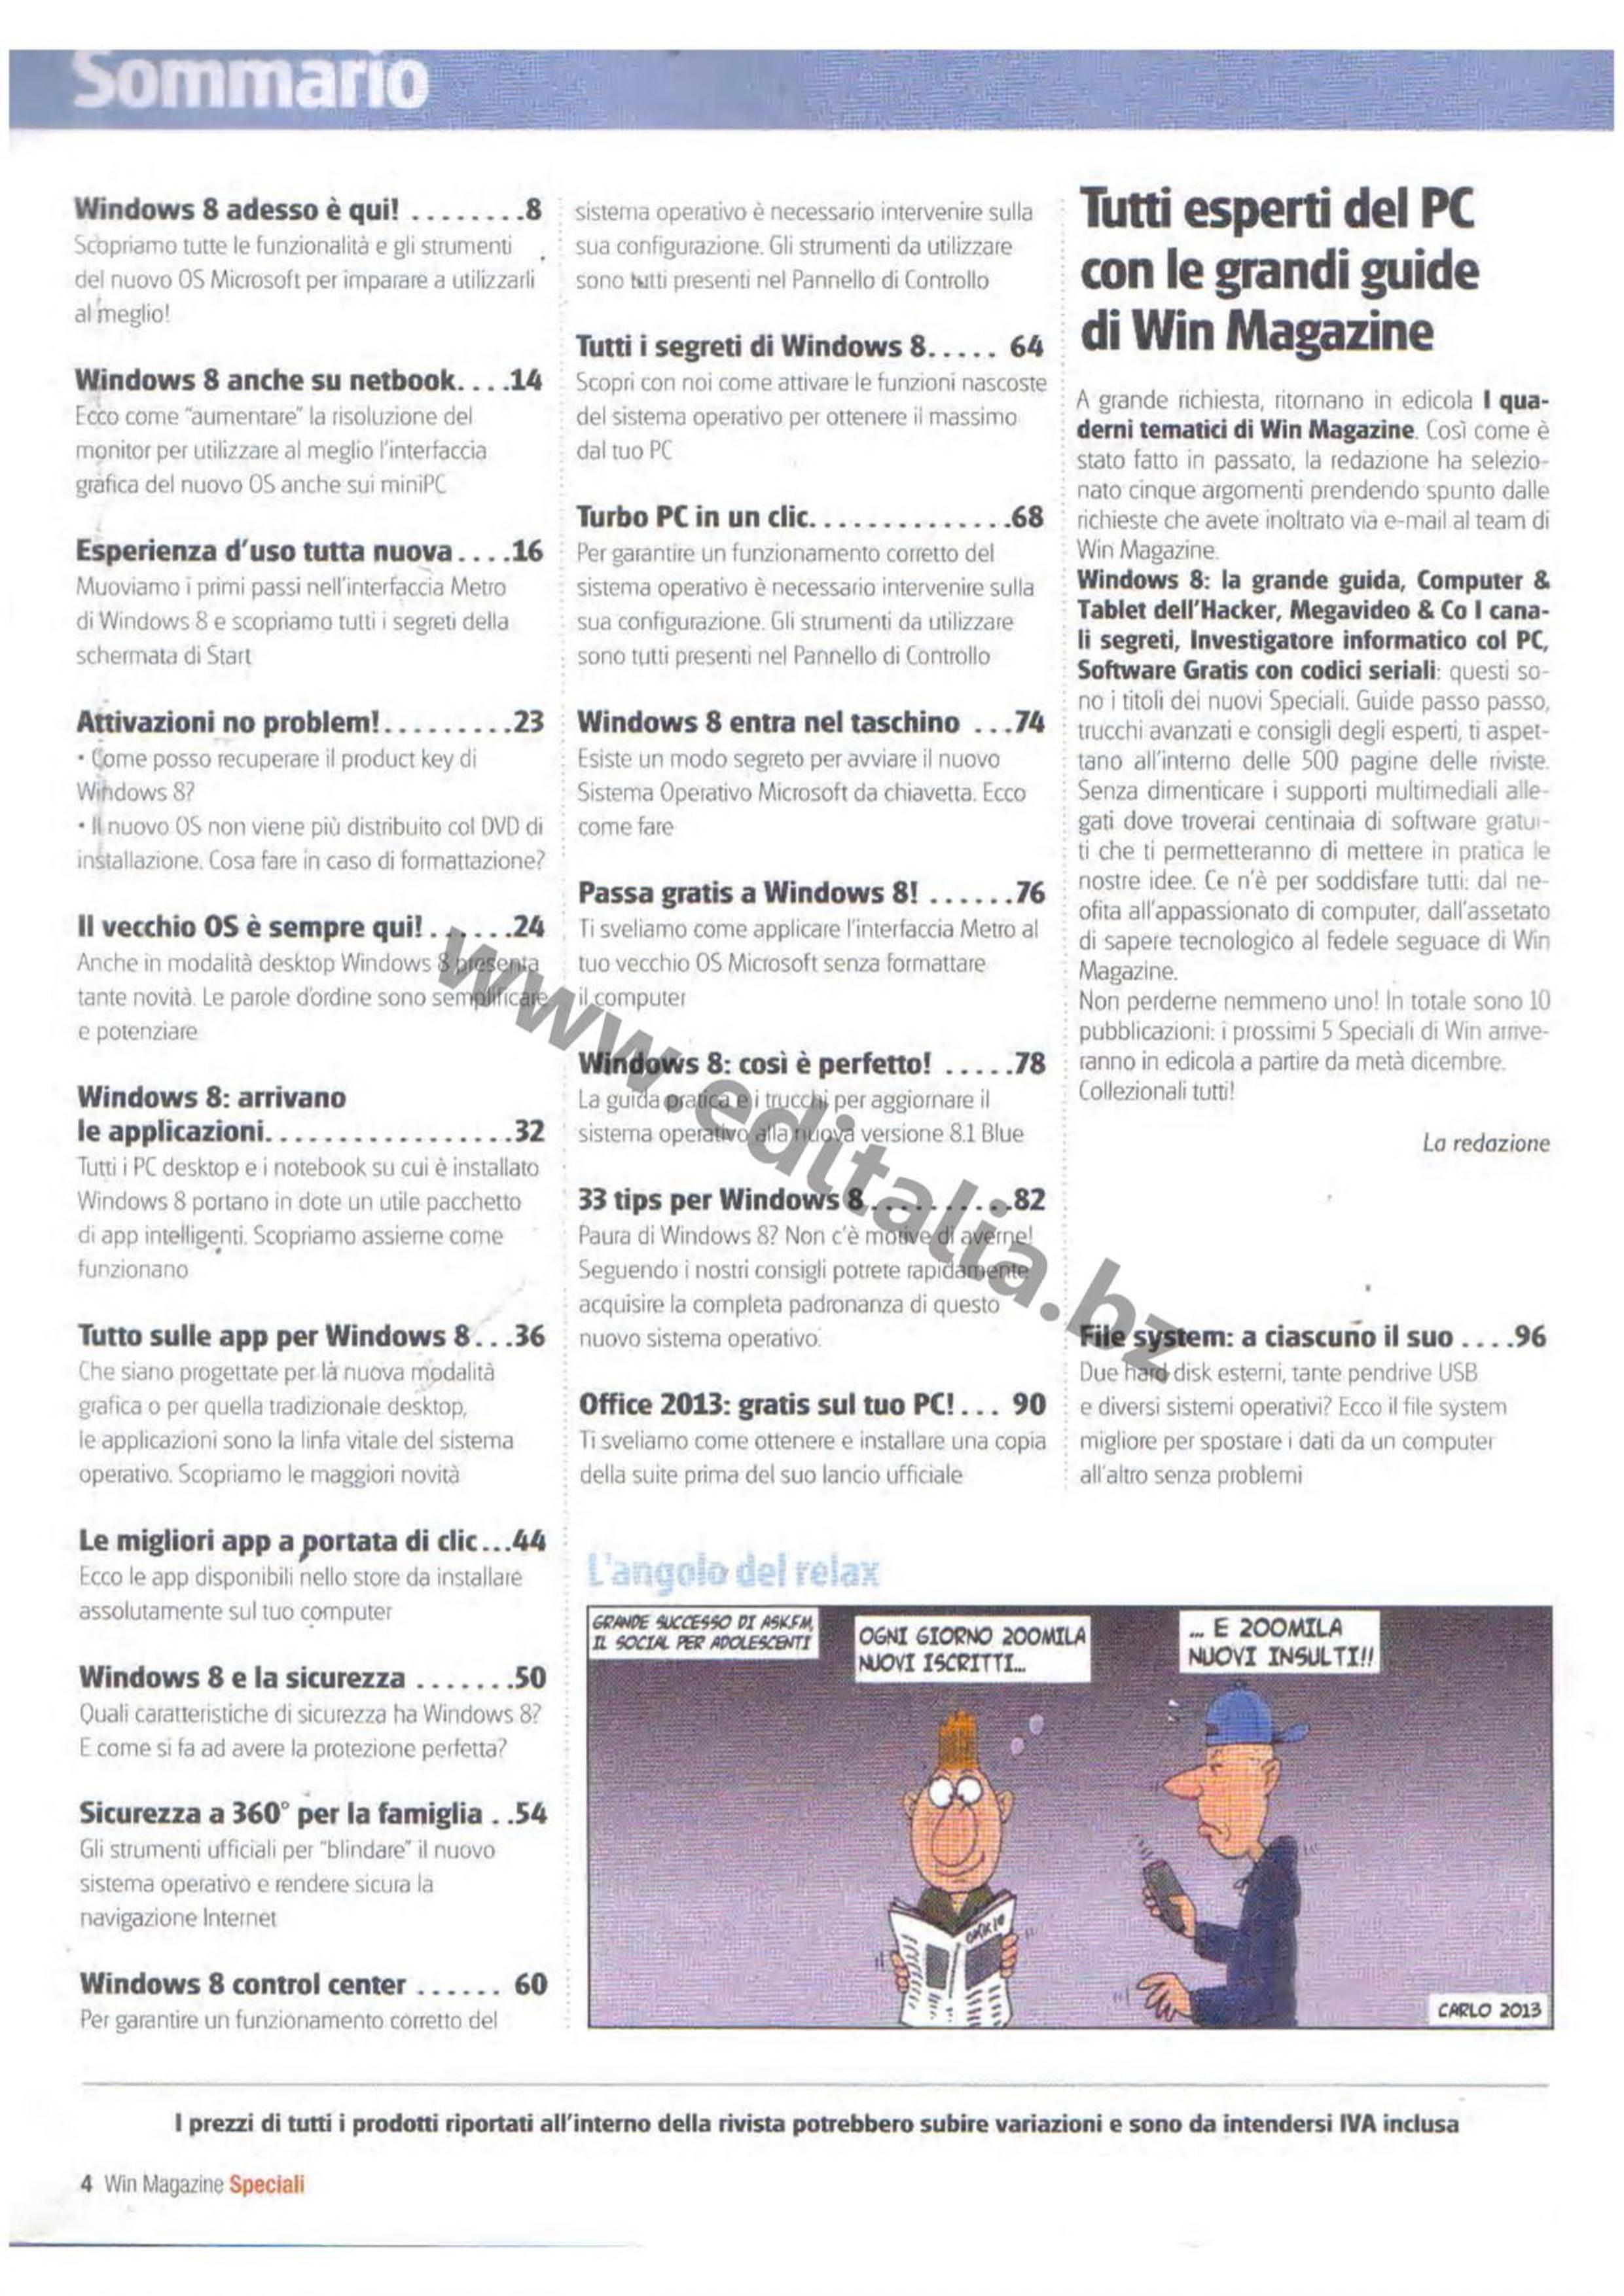 Sommario
Windows 8 adesso è qui! ........8
Scopriamo tutte le funzionalità e gli strumenti
del nuovo OS Microsoft per imparare a utilizzarli
al meglio!
Windows 8 anche su netbook....14
Ecco come "aumentare" la risoluzione del
monitor per utilizzare al meglio l'interfaccia
grafica del nuovo OS anche sui miniPC
Esperienza d'uso tutta nuova....16
Muoviamo i primi passi nell'interfaccia Metro
di Windows 8 e scopriamo tutti i segreti della
schermata di Start
Attivazioni no problem!.........23
• Come posso recuperare il product key di
Windows 8?
• Il nuovo OS non viene più distribuito col DVD di
installazione. Cosa fare in caso di formattazione?
Il vecchio OS è sempre qui!......24
Anche in modalità desktop Windows 8 presenta
tante novità. Le parole d'ordine sono semplificare
e potenziare
Windows 8: arrivano
le applicazioni.................32
Tutti i PC desktop e i notebook su cui è installato
Windows 8 portano in dote un utile pacchetto
di app intelligenti. Scopriamo assieme come
funzionano
Tutto sulle app per Windows 8...36
Che siano progettate per la nuova modalità
grafica o per quella tradizionale desktop,
le applicazioni sono la linfa vitale del sistema
operativo. Scopriamo le maggiori novità
Le migliori app a portata di clic...44
Ecco le app disponibili nello store da installare
assolutamente sul tuo computer
Windows 8 e la sicurezza .......50
Quali caratteristiche di sicurezza ha Windows 8?
E come si fa ad avere la protezione perfetta?
Sicurezza a 360° per la famiglia ..54
Gli strumenti ufficiali per "blindare" il nuovo
sistema operativo e rendere sicura la
navigazione Internet
Windows 8 control center ...... 60
Per garantire un funzionamento corretto del
sistema operativo è necessario intervenire sulla
sua configurazione. Gli strumenti da utilizzare
sono tutti presenti nel Pannello di Controllo
Tutti i segreti di Windows 8..... 64
Scopri con noi come attivare le funzioni nascoste
del sistema operativo per ottenere il massimo
dal tuo PC
Turbo PC in un clic..............68
Per garantire un funzionamento corretto del
sistema operativo è necessario intervenire sulla
sua configurazione. Gli strumenti da utilizzare
sono tutti presenti nel Pannello di Controllo
Windows 8 entra nel taschino ...74
Esiste un modo segreto per avviare il nuovo
Sistema Operativo Microsoft da chiavetta. Ecco
come fare
Passa gratis a Windows 8! ......76
Ti sveliamo come applicare l'interfaccia Metro al
tuo vecchio OS Microsoft senza formattare
il computer
Windows 8: così è perfetto! .....78
La guida pratica e i trucchi per aggiornare il
sistema operativo alla nuova versione 8.1 Blue
33 tips per Windows 8..........82
Paura di Windows 8? Non c'è motive di averne!
Seguendo i nostri consigli potrete rapidamente
acquisire la completa padronanza di questo
nuovo sistema operativo.
Office 2013: gratis sul tuo PC!... 90
Ti sveliamo come ottenere e installare una copia
della suite prima del suo lancio ufficiale
Tutti esperti del PC
con le grandi guide
di Win Magazine
A grande richiesta, ritornano in edicola I qua-
derni tematici di Win Magazine. Così come è
stato fatto in passato, la redazione ha selezio-
nato cinque argomenti prendendo spunto dalle
richieste che avete inoltrato via e-mail al team di
Win Magazine.
Windows 8: la grande guida, Computer &
Tablet dell'Hacker, Megavideo & Co I cana-
li segreti, Investigatore informatico col PC,
Software Gratis con codici seriali: questi so-
no i titoli dei nuovi Speciali. Guide passo passo,
trucchi avanzati e consigli degli esperti, ti aspet-
tano all'interno delle 500 pagine delle riviste.
Senza dimenticare i supporti multimediali alle-
gati dove troverai centinaia di software gratui-
ti che ti permetteranno di mettere in pratica le
nostre idee. Ce n'è per soddisfare tutti: dal ne-
ofita all'appassionato di computer, dall'assetato
di sapere tecnologico al fedele seguace di Win
Magazine.
Non perderne nemmeno uno! In totale sono 10
pubblicazioni: i prossimi 5 Speciali di Win arrive-
ranno in edicola a partire da metà dicembre.
Collezionali tutti!
La redazione
File system: a ciascuno il suo ....96
Due hard disk esterni, tante pendrive USB
e diversi sistemi operativi? Ecco il file system
migliore per spostare i dati da un computer
all'altro senza problemi
L'angolo del relax
GRANDE SUCCESSO DI ASK.FM,
IL SOCIAL PER ADOLESCENTI
OGNI GIORNO 200MILA
NUOVI ISCRITTI...
... E 200MILA
NUOVI INSULTI!!
CARLO 2013
I prezzi di tutti i prodotti riportati all'interno della rivista potrebbero subire variazioni e sono da intendersi IVA inclusa
4 Win Magazine Speciali
www.editalia.bz